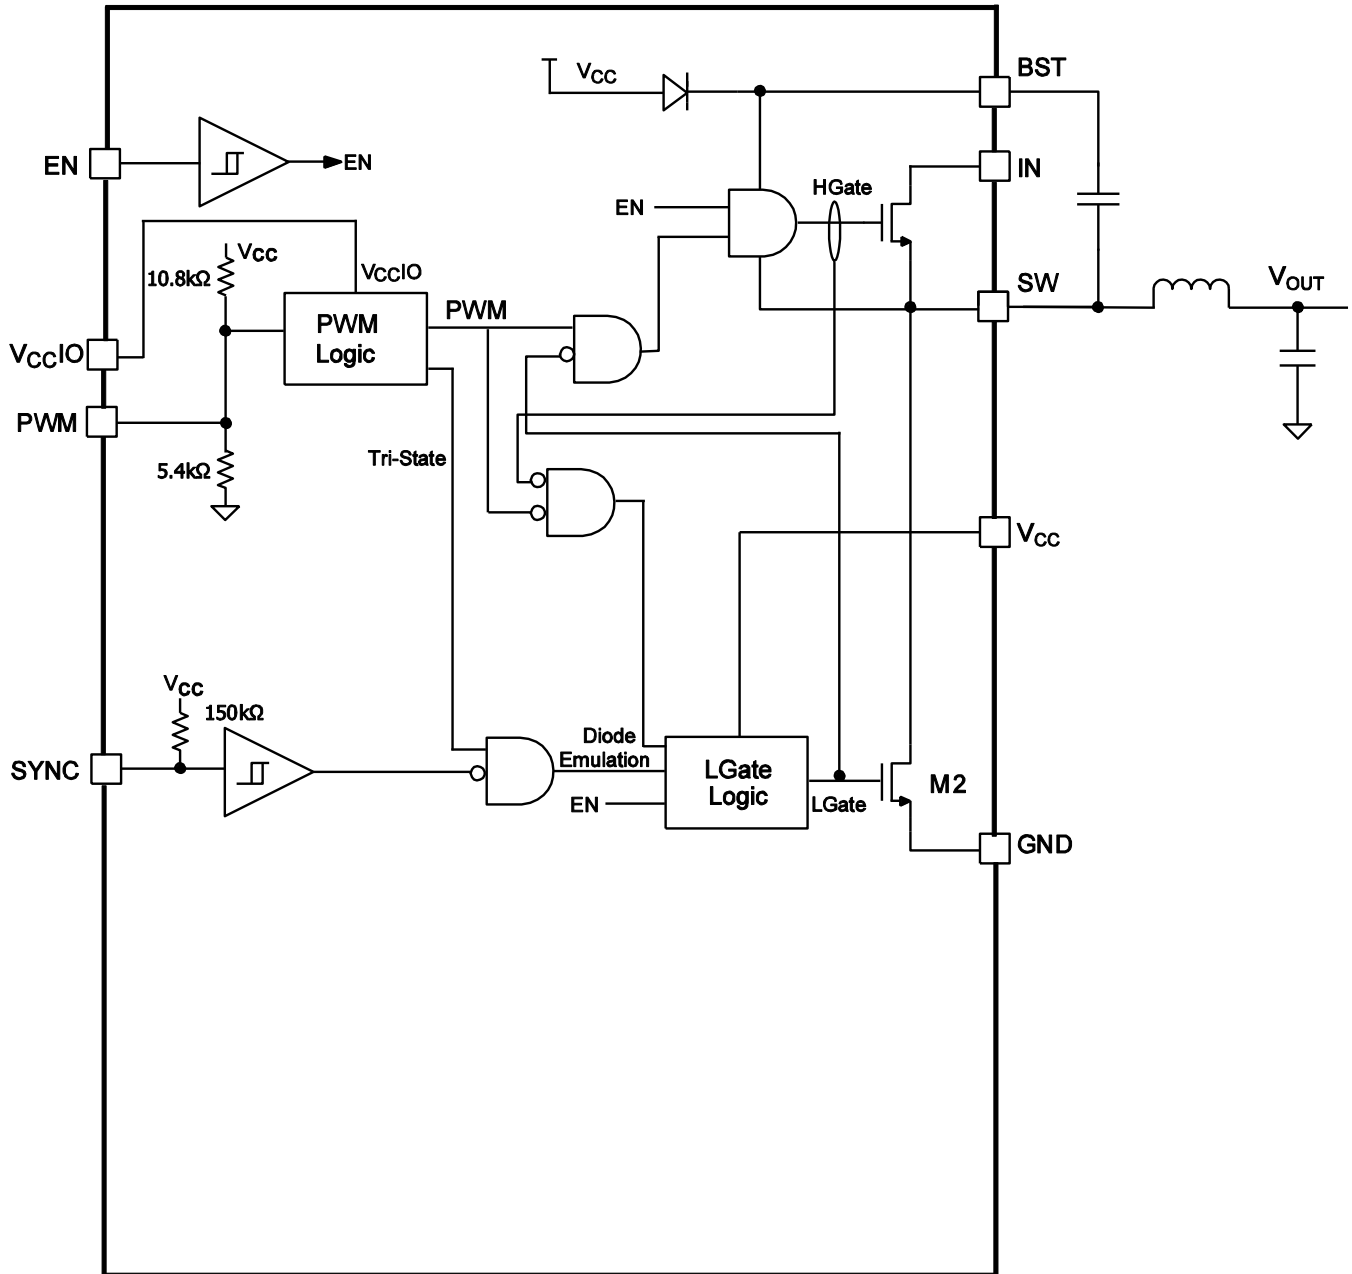 BST
VCC
EN
EN
IN
HGate
EN
VCC
10.8kΩ
VCCIO
SW
VOUT
PWM
PWM
Logic
VCCIO
PWM
Tri-State
5.4kΩ
VCC
VCC
150kΩ
Diode
Emulation
SYNC
LGate
Logic
M2
EN
LGate
GND